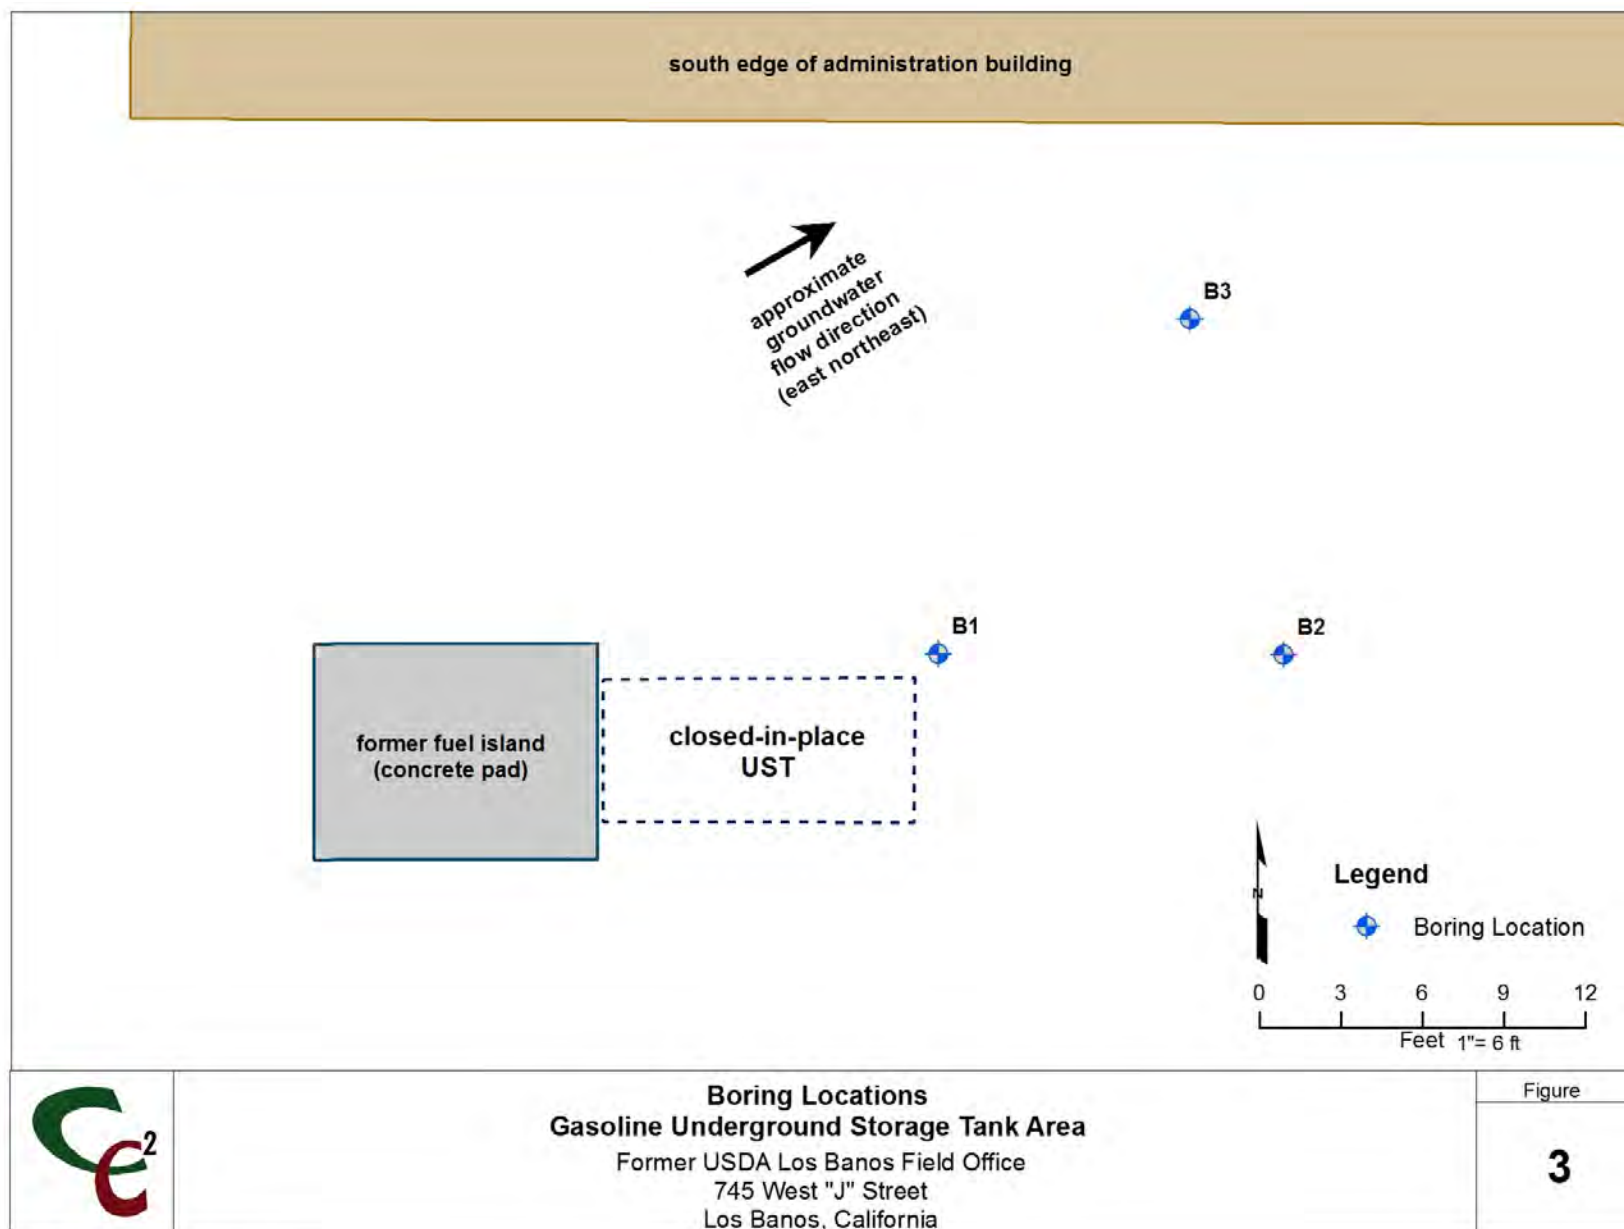 south edge of administration building
approximate
groundwater
flow direction
(east northeast)
B3
B1
B2
former fuel island
(concrete pad)
closed-in-place
UST
N
Legend
Boring Location
0 3 6 9 12
Feet 1"= 6 ft
CC2
Boring Locations
Gasoline Underground Storage Tank Area
Former USDA Los Banos Field Office
745 West "J" Street
Los Banos, California
Figure
3